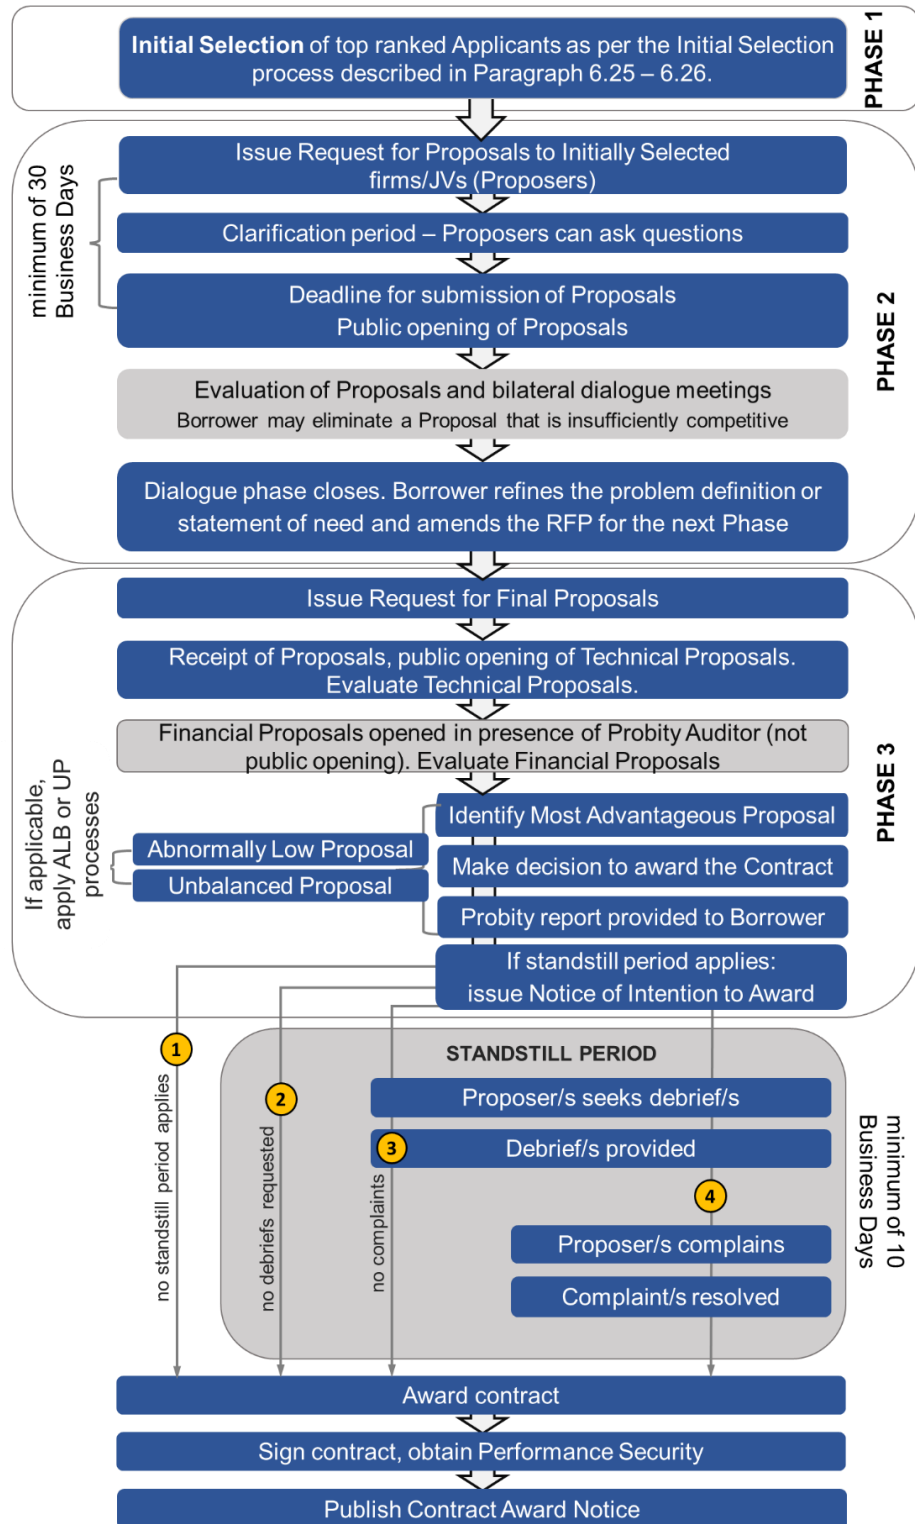 Initial Selection of top ranked Applicants as per the Initial Selection
process described in Paragraph 6.25 – 6.26.
PHASE 1
Issue Request for Proposals to Initially Selected
firms/JVs (Proposers)
minimum of 30
Business Days
Clarification period – Proposers can ask questions
Deadline for submission of Proposals
Public opening of Proposals
PHASE 2
Evaluation of Proposals and bilateral dialogue meetings
Borrower may eliminate a Proposal that is insufficiently competitive
Dialogue phase closes. Borrower refines the problem definition or
statement of need and amends the RFP for the next Phase
Issue Request for Final Proposals
Receipt of Proposals, public opening of Technical Proposals.
Evaluate Technical Proposals.
Financial Proposals opened in presence of Probity Auditor (not
public opening). Evaluate Financial Proposals
PHASE 3
If applicable,
apply ALB or UP
processes
Abnormally Low Proposal
Unbalanced Proposal
Identify Most Advantageous Proposal
Make decision to award the Contract
Probity report provided to Borrower
If standstill period applies:
issue Notice of Intention to Award
STANDSTILL PERIOD
1
no standstill period applies
2
no debriefs requested
3
no complaints
Proposer/s seeks debrief/s
Debrief/s provided
4
Proposer/s complains
Complaint/s resolved
minimum of 10
Business Days
Award contract
Sign contract, obtain Performance Security
Publish Contract Award Notice